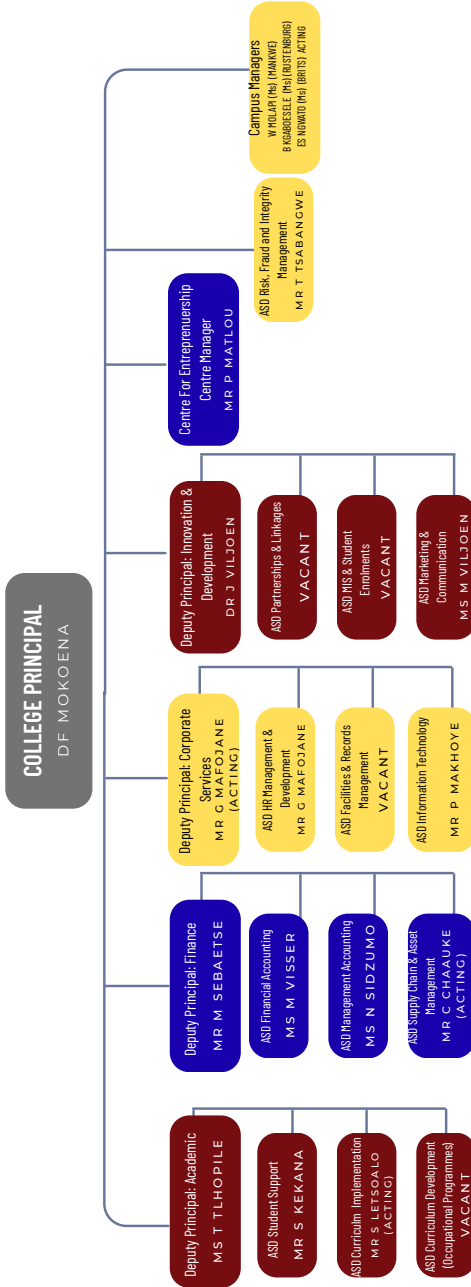 COLLEGE PRINCIPAL
DF MOKOENA
Deputy Principal: Academic
MS T TLHOPILE
ASD Student Support
MR S KEKANA
ASD Curriculm Implementation
MR S LETSOALO
(ACTING)
ASD Curriculum Development
(Occupational Programmes)
VACANT
Deputy Principal: Finance
MR M SEBAETSE
ASD Financial Accounting
MS M VISSER
ASD Management Accounting
MS N SIDZUMO
ASD Supply Chain & Asset
Management
MR C CHAAUKE
(ACTING)
Deputy Principal: Corporate
Services
MR G MAFOJANE
(ACTING)
ASD HR Management &
Development
MR G MAFOJANE
ASD Facilities & Records
Management
VACANT
ASD Information Technology
MR P MAKHOYE
Deputy Principal: Innovation &
Development
DR J VILJOEN
ASD Partnerships & Linkages
VACANT
ASD MIS & Student
Enrolments
VACANT
ASD Marketing &
Communication
MS M VILJOEN
Centre For Entreprenuership
Centre Manager
MR P MATLOU
ASD Risk, Fraud and Integrity
Management
MR T TSABANGWE
Campus Managers
W MOLAPI (Ms) (MANKWE)
B KGABOESELE (Ms) (RUSTENBURG)
ES NGWATO (Ms) (BRITS) ACTING